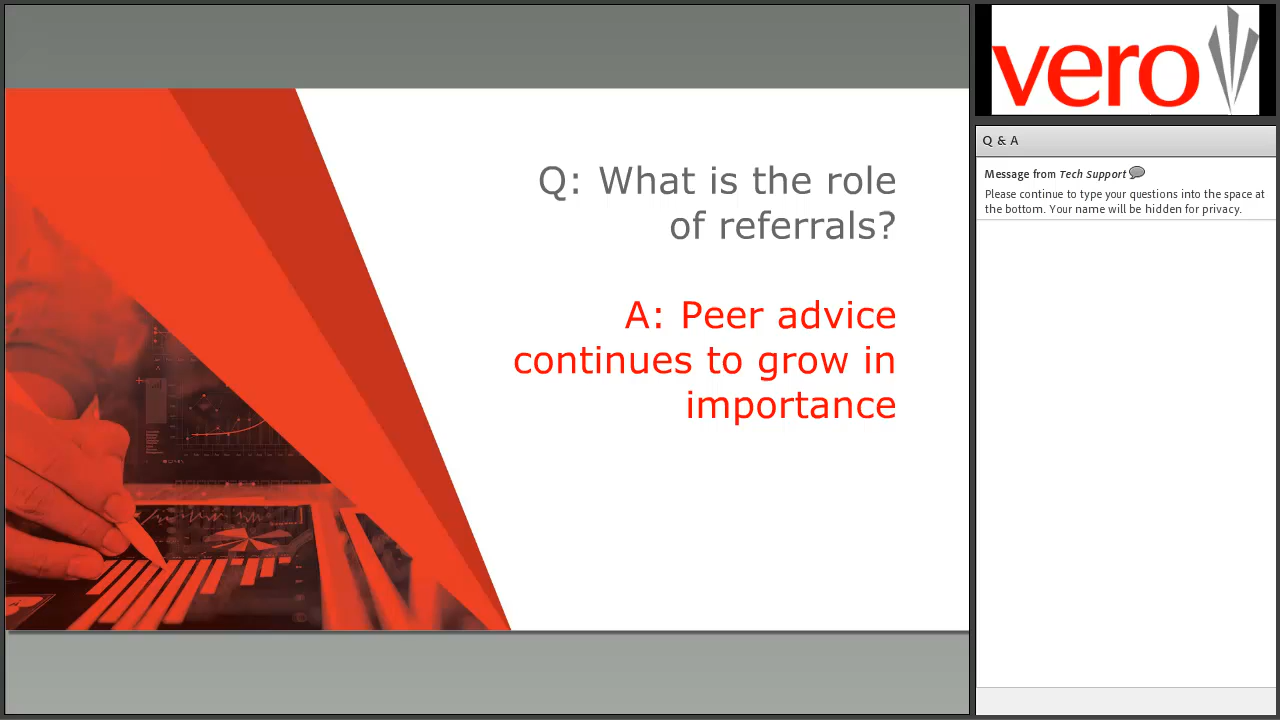 Q: What is the role
of referrals?
A: Peer advice
continues to grow in
importance
vero
Q & A
Message from Tech Support
Please continue to type your questions into the space at
the bottom. Your name will be hidden for privacy.